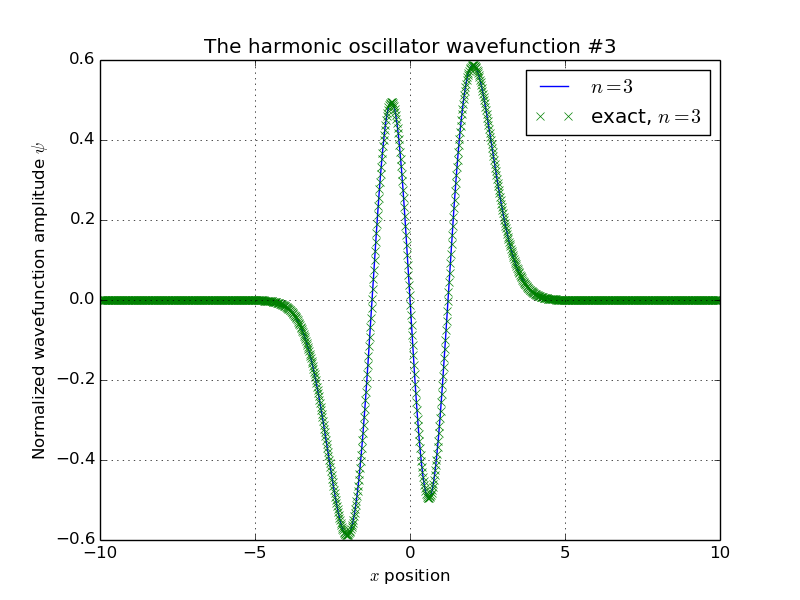 The harmonic oscillator wavefunction #3
n=3
exact, n=3
Normalized wavefunction amplitude ψ
0.6
0.4
0.2
0.0
−0.2
−0.4
−0.6
−10
−5
0
5
10
x position